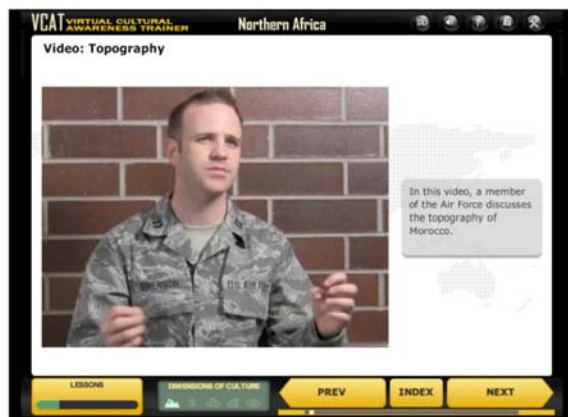 VCAT VIRTUAL CULTURAL AWARENESS TRAINER
Northern Africa
Video: Topography
U.S. AIR FO
In this video, a member
of the Air Force discusses
the topography of
Morocco.
LESSONS
DIMENSIONS OF CULTURE
PREV
INDEX
NEXT